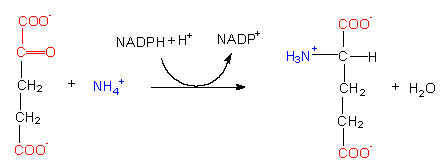 COO⁻
C=O
CH₂
CH₂
COO⁻
+ NH₄⁺
NADPH + H⁺
NADP⁺
COO⁻
H₃N⁺ C H
CH₂
CH₂
COO⁻
+ H₂O